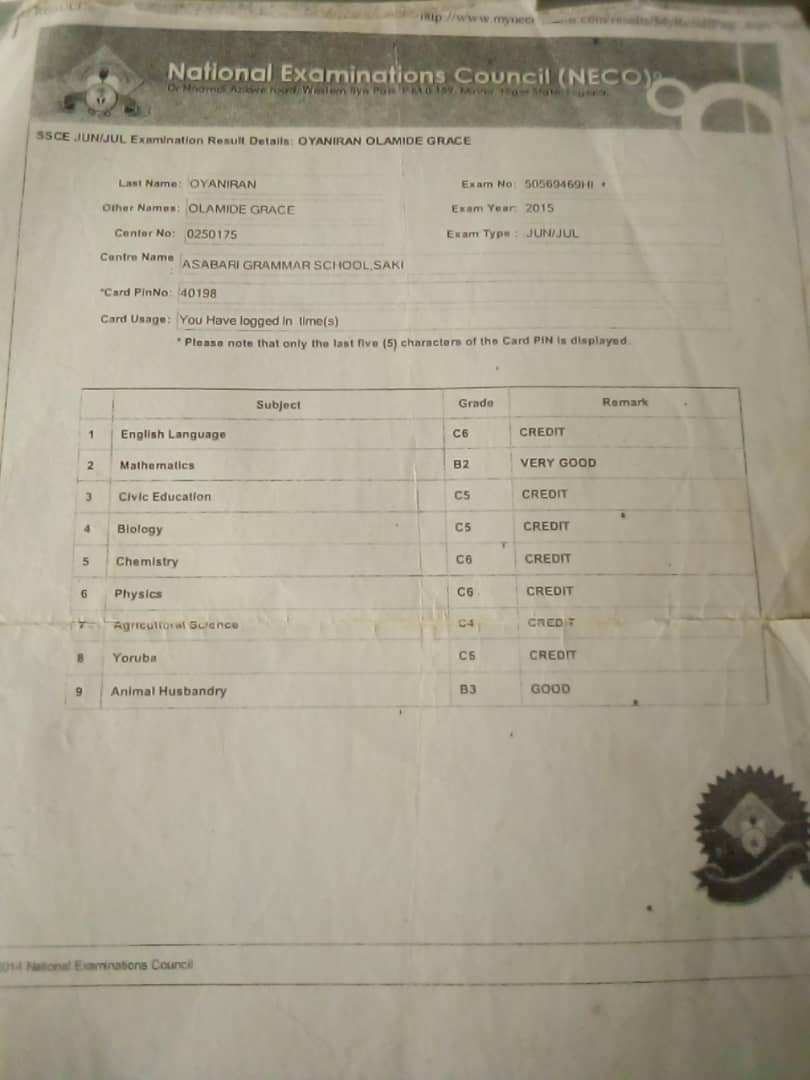 http://www.myneco
National Examinations Council (NECO)
SSCE JUN/JUL Examination Result Details: OYANIRAN OLAMIDE GRACE
Last Name: OYANIRAN Exam No: 50569469HI
Other Names: OLAMIDE GRACE Exam Year: 2015
Center No: 0250175 Exam Type : JUN/JUL
Centre Name : ASABARI GRAMMAR SCHOOL,SAKI
*Card PinNo: 40198
Card Usage: You Have logged in time(s)
* Please note that only the last five (5) characters of the Card PIN is displayed.
Subject Grade Remark
1 English Language C6 CREDIT
2 Mathematics B2 VERY GOOD
3 Civic Education C5 CREDIT
4 Biology C5 CREDIT
5 Chemistry C6 CREDIT
6 Physics C6 CREDIT
7 Agricultural Science C4 CREDIT
8 Yoruba CREDIT
9 Animal Husbandry B3 GOOD
2014 National Examinations Council